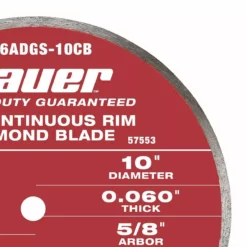 6ADGS-10CB
auer
DUTY GUARANTEED
NTINUOUS RIM
MOND BLADE 57553
10"
DIAMETER
0.060"
THICK
5/8"
ARBOR